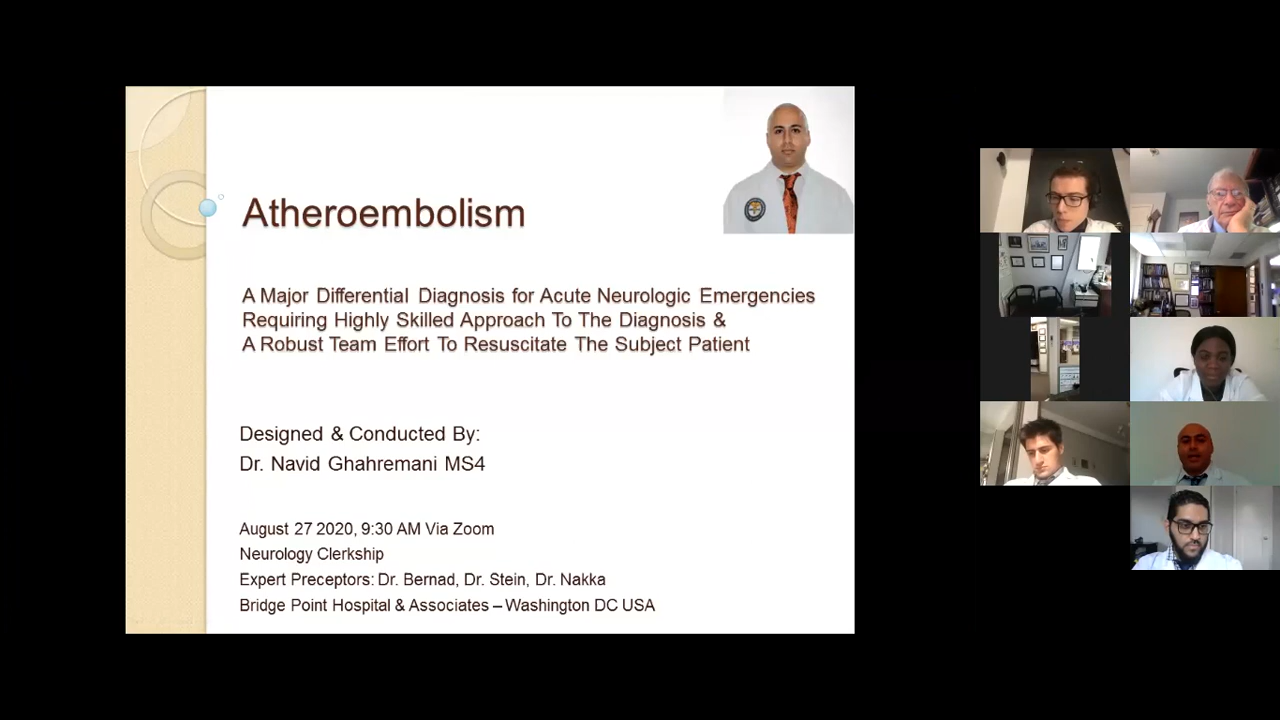 Atheroembolism
A Major Differential Diagnosis for Acute Neurologic Emergencies
Requiring Highly Skilled Approach To The Diagnosis &
A Robust Team Effort To Resuscitate The Subject Patient
Designed & Conducted By:
Dr. Navid Ghahremani MS4
August 27 2020, 9:30 AM Via Zoom
Neurology Clerkship
Expert Preceptors: Dr. Bernad, Dr. Stein, Dr. Nakka
Bridge Point Hospital & Associates – Washington DC USA